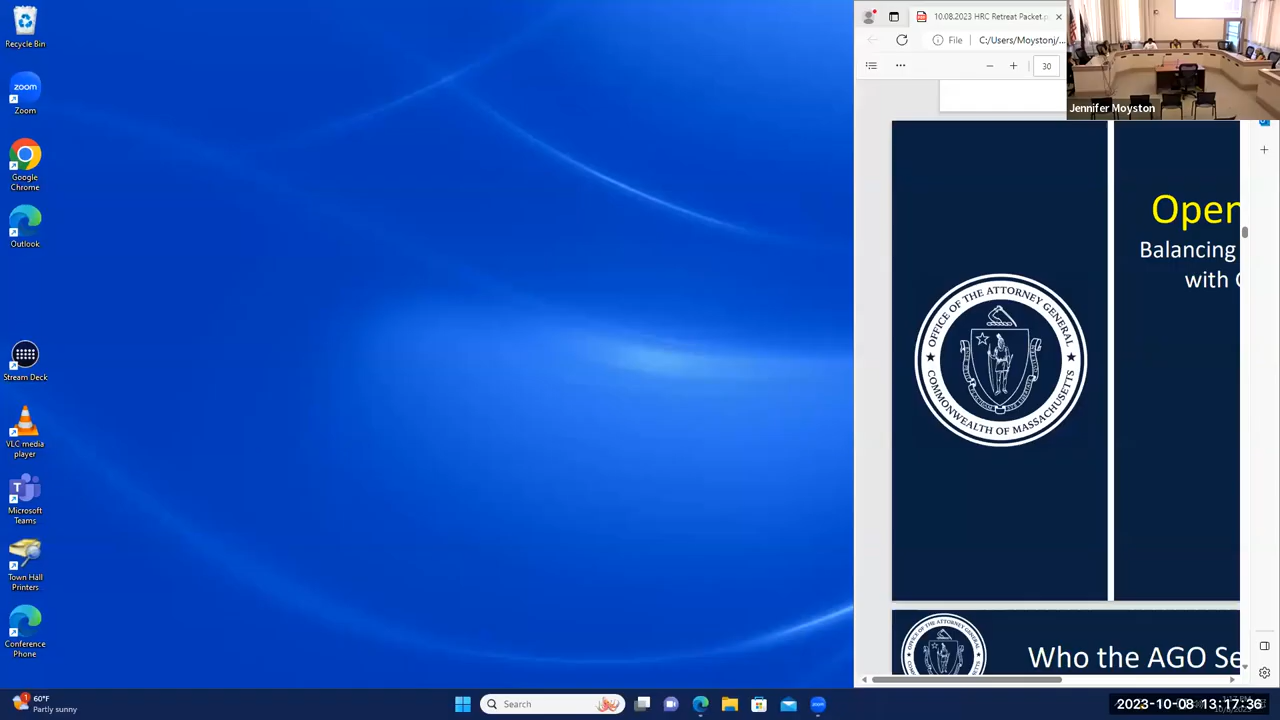 Recycle Bin
Zoom
Google
Chrome
Outlook
Stream Deck
VLC media
player
Microsoft
Teams
Town Hall
Printers
Conference
Phone
10.08.2023 HRC Retreat Packet.p
File
C:/Users/Moystonj/...
30
Jennifer Moyston
OFFICE OF THE ATTORNEY GENERAL
COMMONWEALTH OF MASSACHUSETTS
Open
Balancing
with
Who the AGO Se
1
60°F
Partly sunny
Search
2023-10-08 13:17:36